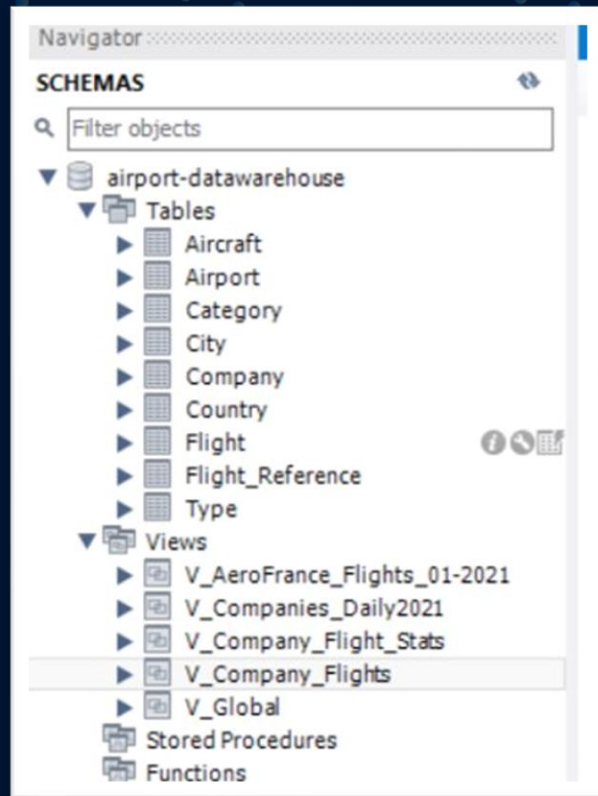 Navigator
SCHEMAS
Filter objects
airport-datawarehouse
Tables
Aircraft
Airport
Category
City
Company
Country
Flight
Flight_Reference
Type
Views
V_AeroFrance_Flights_01-2021
V_Companies_Daily2021
V_Company_Flight_Stats
V_Company_Flights
V_Global
Stored Procedures
Functions